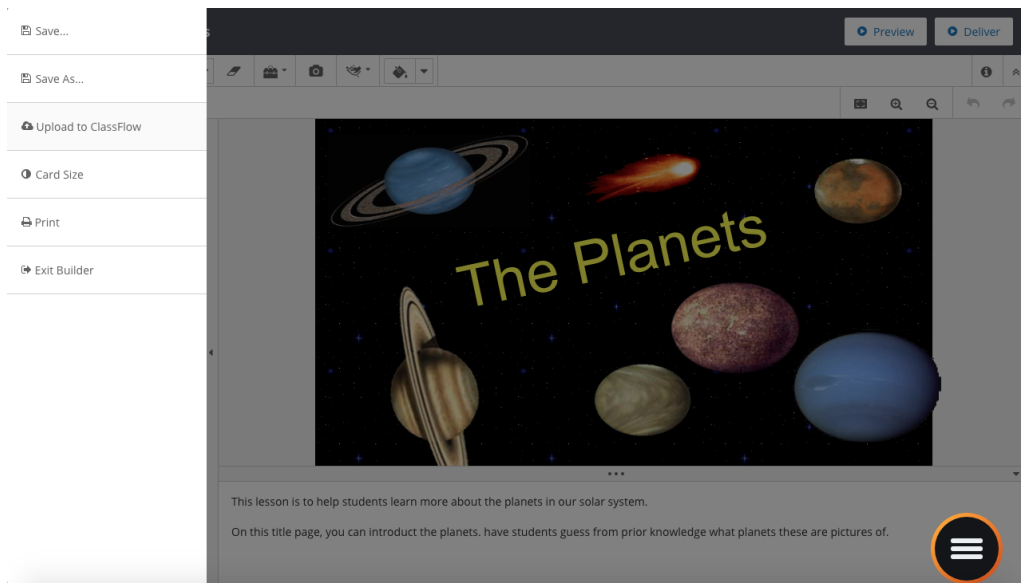 Save...
Save As...
Upload to ClassFlow
Card Size
Print
Exit Builder
Preview
Deliver
The Planets
This lesson is to help students learn more about the planets in our solar system.
On this title page, you can introduct the planets. have students guess from prior knowledge what planets these are pictures of.